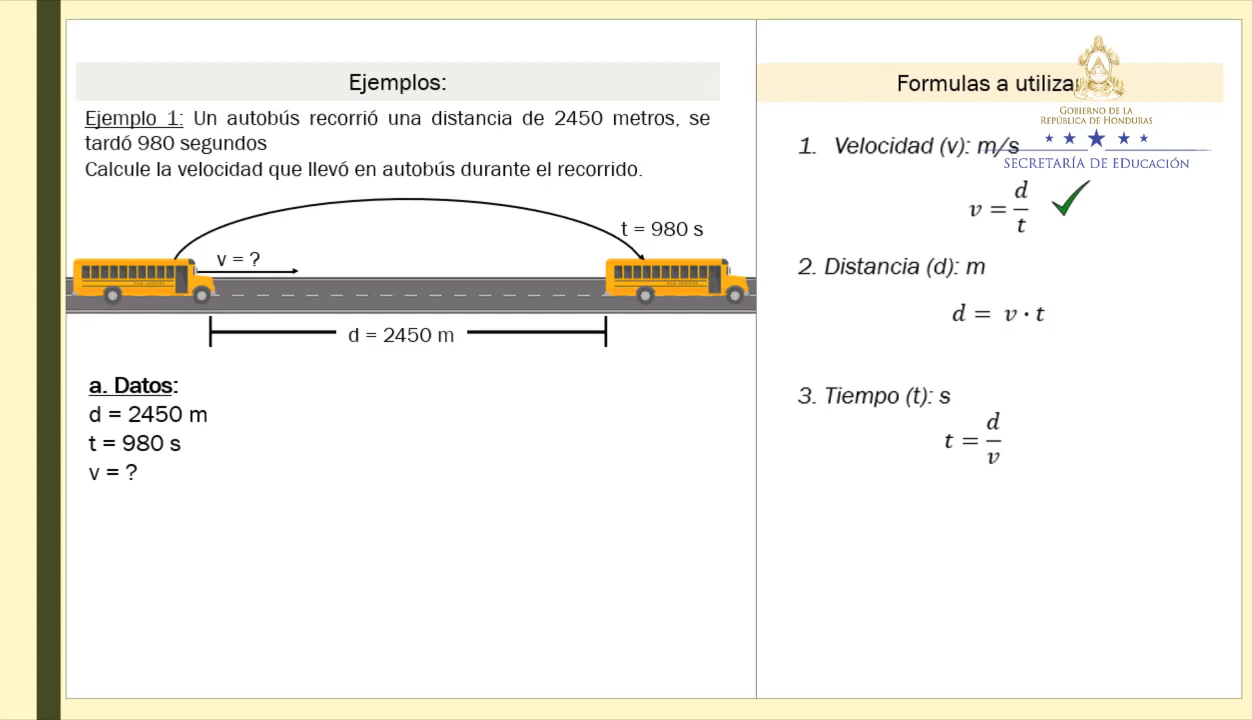 Ejemplos:
Ejemplo 1: Un autobús recorrió una distancia de 2450 metros, se
tardó 980 segundos
Calcule la velocidad que llevó en autobús durante el recorrido.
t = 980 s
v = ?
d = 2450 m
a. Datos:
d = 2450 m
t = 980 s
v = ?
Formulas a utiliza
GOBIERNO DE LA
REPÚBLICA DE HONDURAS
SECRETARÍA DE EDUCACIÓN
1. Velocidad (v): m/s
v = d/t
2. Distancia (d): m
d = v · t
3. Tiempo (t): s
t = d/v